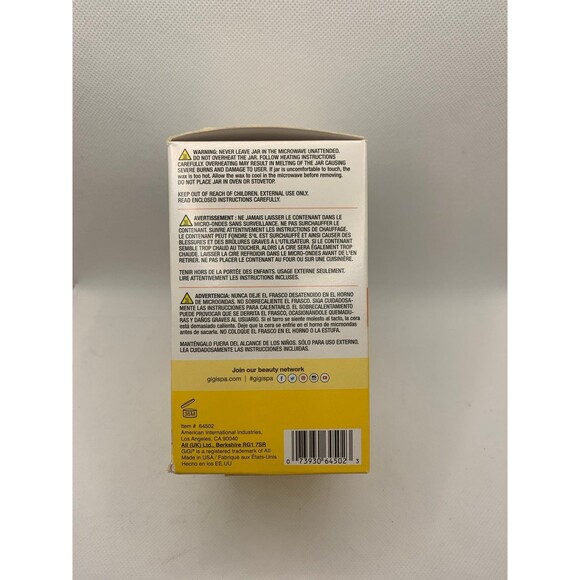 WARNING: NEVER LEAVE JAR IN THE MICROWAVE UNATTENDED.
DO NOT OVERHEAT THE JAR. FOLLOW HEATING INSTRUCTIONS
CAREFULLY. OVERHEATING MAY RESULT IN MELTING OF THE JAR CAUSING
SEVERE BURNS AND DAMAGE TO USER. If jar is uncomfortable to touch, the
wax is too hot. Allow the wax to cool in the microwave before removing.
DO NOT PLACE JAR IN OVEN OR STOVETOP.
KEEP OUT OF REACH OF CHILDREN. EXTERNAL USE ONLY.
READ ENCLOSED INSTRUCTIONS CAREFULLY.
AVERTISSEMENT : NE JAMAIS LAISSER LE CONTENANT DANS LE
MICRO-ONDES SANS SURVEILLANCE. NE PAS SURCHAUFFER LE
CONTENANT. SUIVRE ATTENTIVEMENT LES INSTRUCTIONS DE CHAUFFAGE.
LE CONTENANT PEUT FONDRE S'IL EST SURCHAUFFÉ ET AINSI CAUSER DES
BLESSURES ET DES BRÛLURES GRAVES À L'UTILISATEUR. SI LE CONTENANT
SEMBLE TROP CHAUD AU TOUCHER, ALORS LA CIRE SERA ÉGALEMENT TROP
CHAUDE. LAISSER LA CIRE REFROIDIR DANS LE MICRO-ONDES AVANT DE L'EN
RETIRER. NE PAS PLACER LE CONTENANT AU FOUR OU SUR UNE CUISINIÈRE.
TENIR HORS DE LA PORTÉE DES ENFANTS. USAGE EXTERNE SEULEMENT.
LIRE ATTENTIVEMENT LES INSTRUCTIONS INCLUSES.
ADVERTENCIA: NUNCA DEJE EL FRASCO DESATENDIDO EN EL HORNO
DE MICROONDAS. NO SOBRECALIENTE EL FRASCO. SIGA CUIDADOSA-
MENTE LAS INSTRUCCIONES PARA CALENTARLO. EL SOBRECALENTAMIENTO
PUEDE PROVOCAR QUE SE DERRITA EL FRASCO, OCASIONÁNDOLE QUEMADU-
RAS Y DAÑOS GRAVES AL USUARIO. Si el tarro se siente molesto al tacto, la cera
está demasiado caliente. Deje que la cera se enfríe en el horno de microondas
antes de sacarla. NO COLOQUE EL FRASCO EN EL HORNO O LA ESTUFA.
MANTÉNGALO FUERA DEL ALCANCE DE LOS NIÑOS. SÓLO PARA USO EXTERNO.
LEA CUIDADOSAMENTE LAS INSTRUCCIONES INCLUIDAS.
Join our beauty network
gigispa.com | #gigispa
36M
Item # 64502
American International Industries,
Los Angeles, CA 90040
AII (UK) Ltd., Berkshire RG1 7SR
GiGi® is a registered trademark of AII
Made in USA / Fabriqué aux États-Unis
Hecho en los EE.UU
0 73930 64502 3